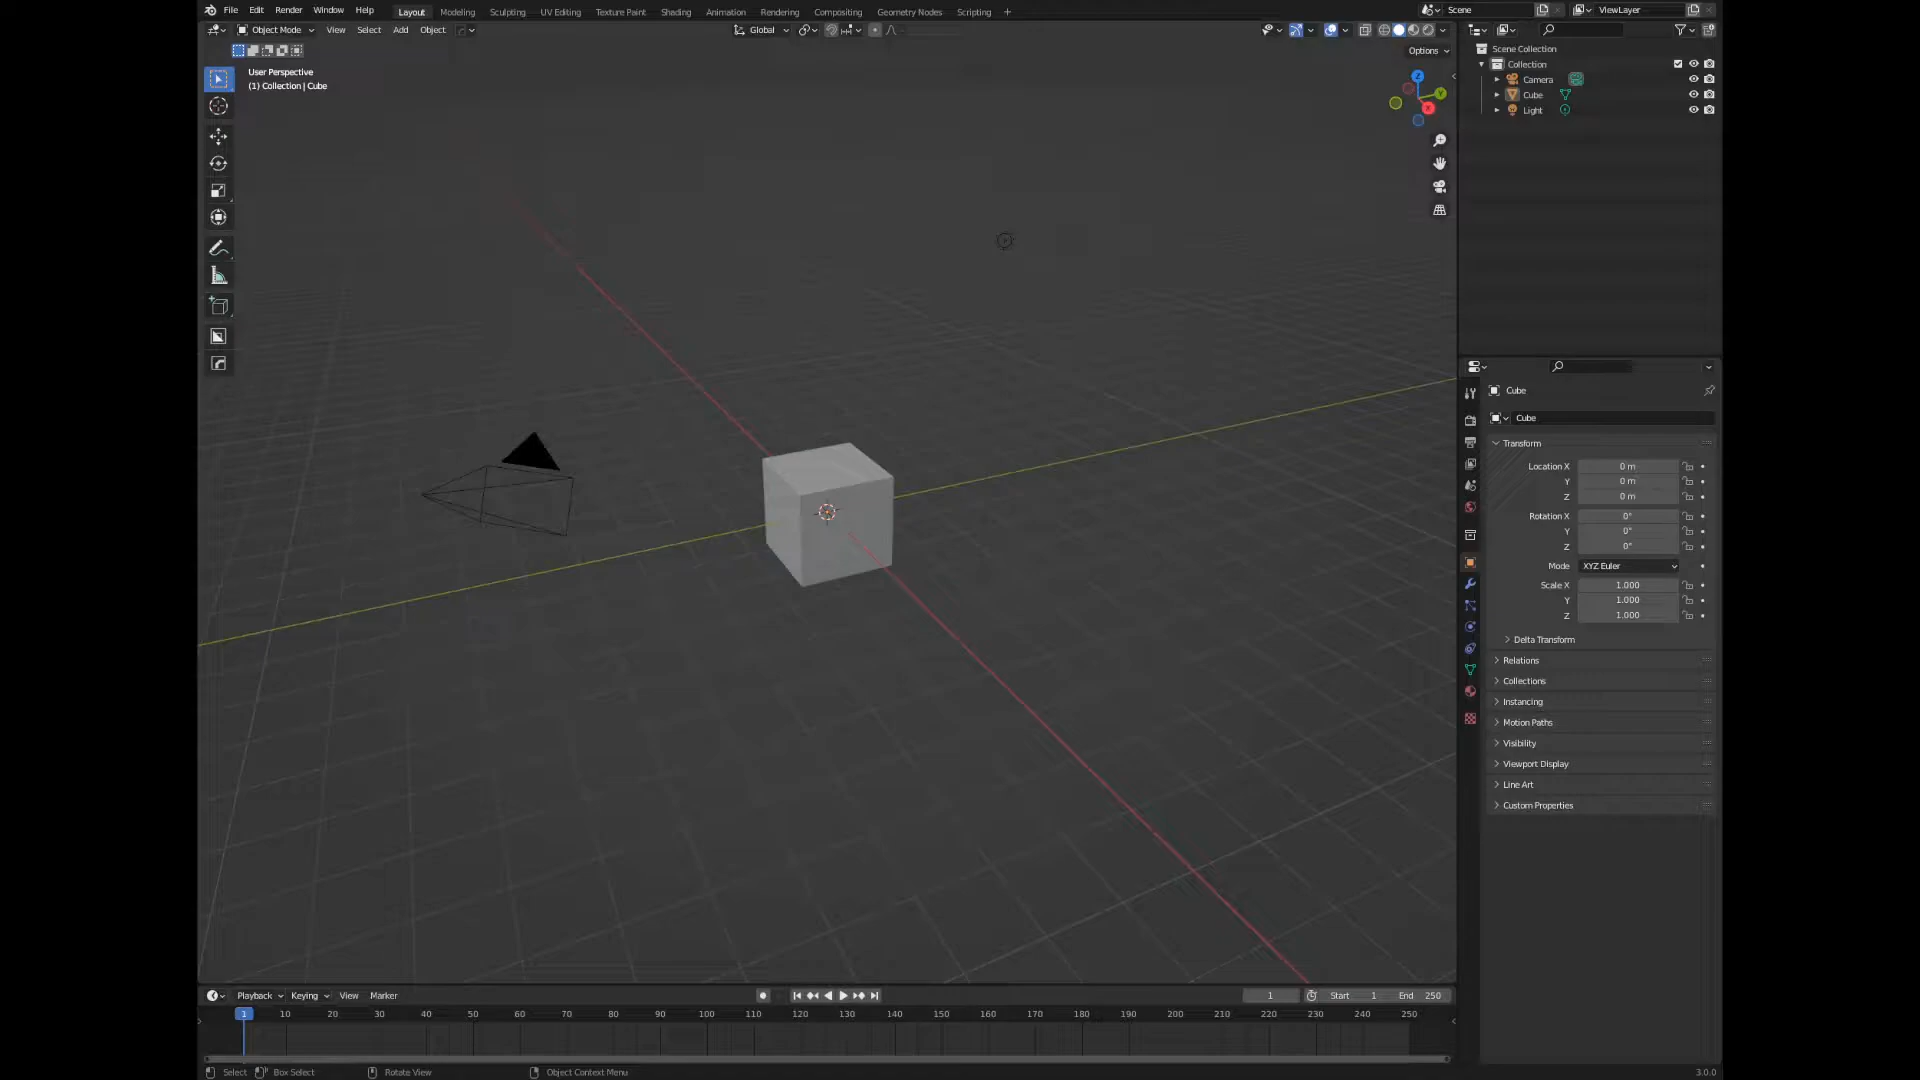 File Edit Render Window Help Layout Modeling Sculpting UV Editing Texture Paint Shading Animation Rendering Compositing Geometry Nodes Scripting + Scene ViewLayer
Object Mode View Select Add Object Global
Options
User Perspective
(1) Collection | Cube
Z
Y
X
Scene Collection
Collection
Camera
Cube
Light
Cube
Cube
Transform
Location X 0 m
Y 0 m
Z 0 m
Rotation X 0°
Y 0°
Z 0°
Mode XYZ Euler
Scale X 1.000
Y 1.000
Z 1.000
Delta Transform
Relations
Collections
Instancing
Motion Paths
Visibility
Viewport Display
Line Art
Custom Properties
Playback Keying View Marker 1 Start 1 End 250
1 10 20 30 40 50 60 70 80 90 100 110 120 130 140 150 160 170 180 190 200 210 220 230 240 250
Select Box Select Rotate View Object Context Menu 3.0.0